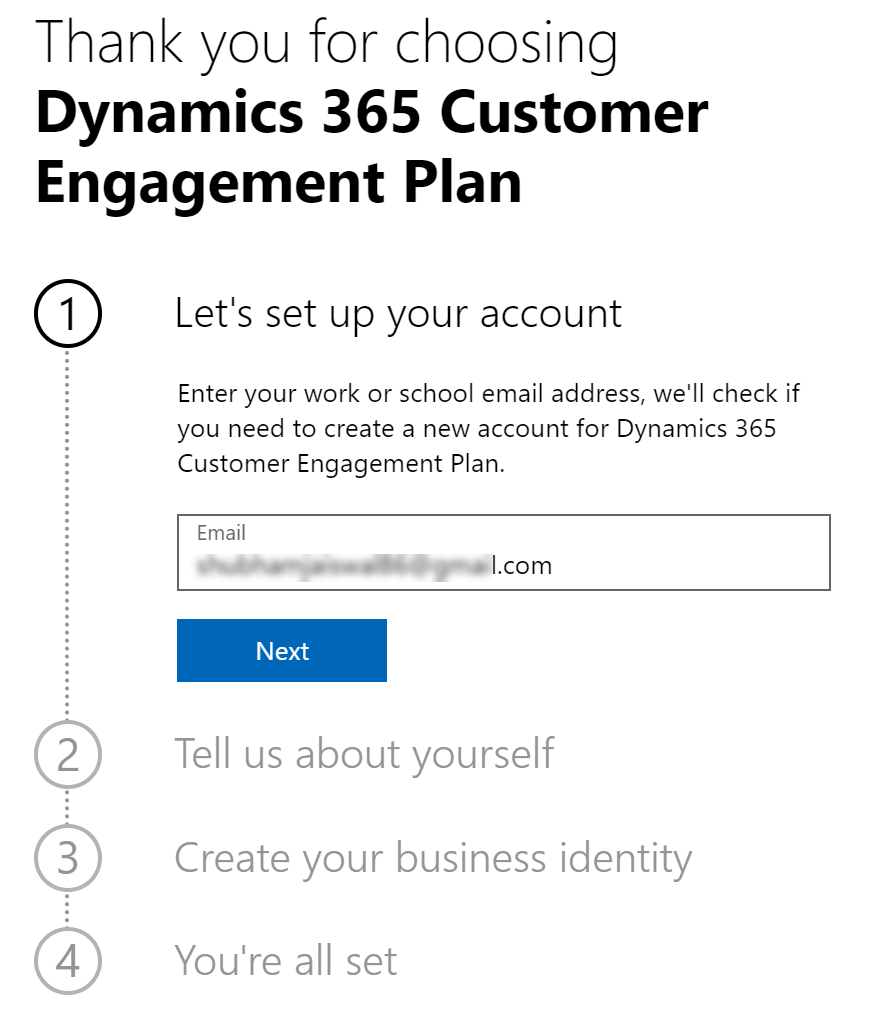 Thank you for choosing
Dynamics 365 Customer
Engagement Plan
1
Let's set up your account
Enter your work or school email address, we'll check if
you need to create a new account for Dynamics 365
Customer Engagement Plan.
Email
l.com
Next
2
Tell us about yourself
3
Create your business identity
4
You're all set